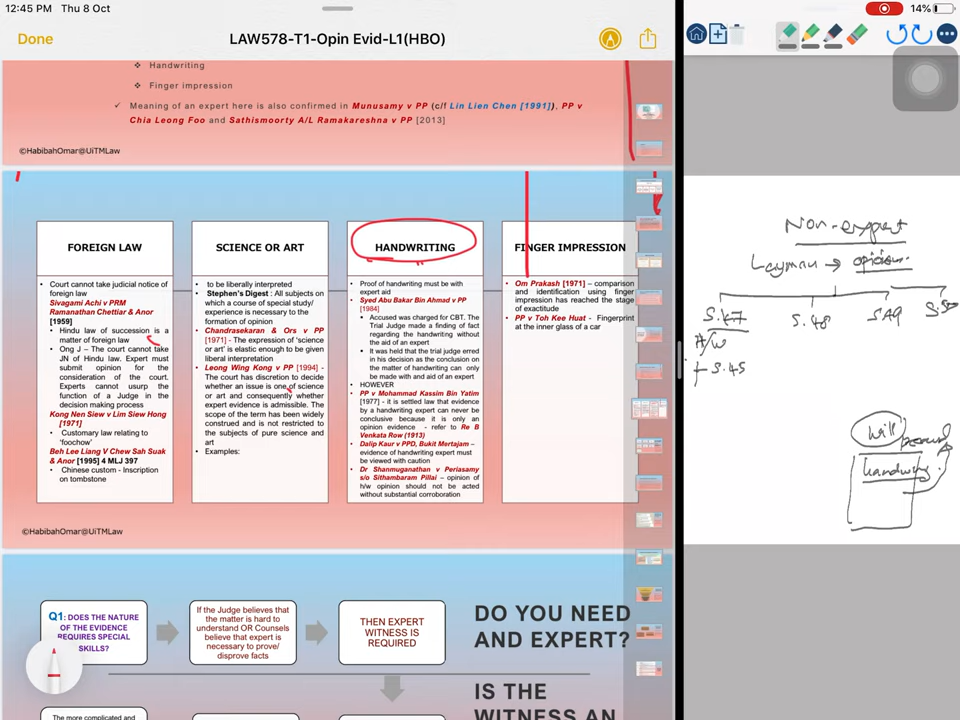 12:45 PM Thu 8 Oct
14%
Done
LAW578-T1-Opin Evid-L1(HBO)
❖ Handwriting
❖ Finger impression
✓ Meaning of an expert here is also confirmed in Munusamy v PP (c/f Lin Lien Chen [1991]), PP v
Chia Leong Foo and Sathismoorty A/L Ramakareshna v PP [2013]
©HabibahOmar@UiTMLaw
FOREIGN LAW
• Court cannot take judicial notice of
foreign law
Sivagami Achi v PRM
Ramanathan Chettiar & Anor
[1959]
• Hindu law of succession is a
matter of foreign law
• Ong J – The court cannot take
JN of Hindu law. Expert must
submit opinion for the
consideration of the court.
Experts cannot usurp the
function of a Judge in the
decision making process
Kong Nen Siew v Lim Siew Hong
[1971]
• Customary law relating to
'foochow'
Beh Lee Liang V Chew Sah Suak
& Anor [1995] 4 MLJ 397
• Chinese custom - Inscription
on tombstone
SCIENCE OR ART
• to be liberally interpreted
• Stephen's Digest : All subjects on
which a course of special study/
experience is necessary to the
formation of opinion
• Chandrasekaran & Ors v PP
[1971] - The expression of 'science
or art' is elastic enough to be given
liberal interpretation
• Leong Wing Kong v PP [1994] -
The court has discretion to decide
whether an issue is one of science
or art and consequently whether
expert evidence is admissible. The
scope of the term has been widely
construed and is not restricted to
the subjects of pure science and
art
• Examples:
HANDWRITING
• Proof of handwriting must be with
expert aid
• Syed Abu Bakar Bin Ahmad v PP
[1984]
• Accused was charged for CBT. The
Trial Judge made a finding of fact
regarding the handwriting without
the aid of an expert
• It was held that the trial judge erred
in his decision as the conclusion on
the matter of handwriting can only
be made with and aid of an expert
• HOWEVER
• PP v Mohammad Kassim Bin Yatim
[1977] - it is settled law that evidence
by a handwriting expert can never be
conclusive because it is only an
opinion evidence - refer to Re B
Venkata Row (1913)
• Dalip Kaur v PPD, Bukit Mertajam –
evidence of handwriting expert must
be viewed with caution
• Dr Shanmuganathan v Periasamy
s/o Sithambaram Pillai – opinion of
h/w opinion should not be acted
without substantial corroboration
FINGER IMPRESSION
• Om Prakash [1971] – comparison
and identification using finger
impression has reached the stage
of exactitude
• PP v Toh Kee Huat : Fingerprint
at the inner glass of a car
©HabibahOmar@UiTMLaw
Q1: DOES THE NATURE
OF THE EVIDENCE
REQUIRES SPECIAL
SKILLS?
If the Judge believes that
the matter is hard to
understand OR Counsels
believe that expert is
necessary to prove/
disprove facts
THEN EXPERT
WITNESS IS
REQUIRED
DO YOU NEED
AND EXPERT?
The more complicated and
IS THE
WITNESS AN
Non-expert
Layman → opinion.
S.47
S.48
S.49
S.50
H/W
+ S.45
Will
handwriting